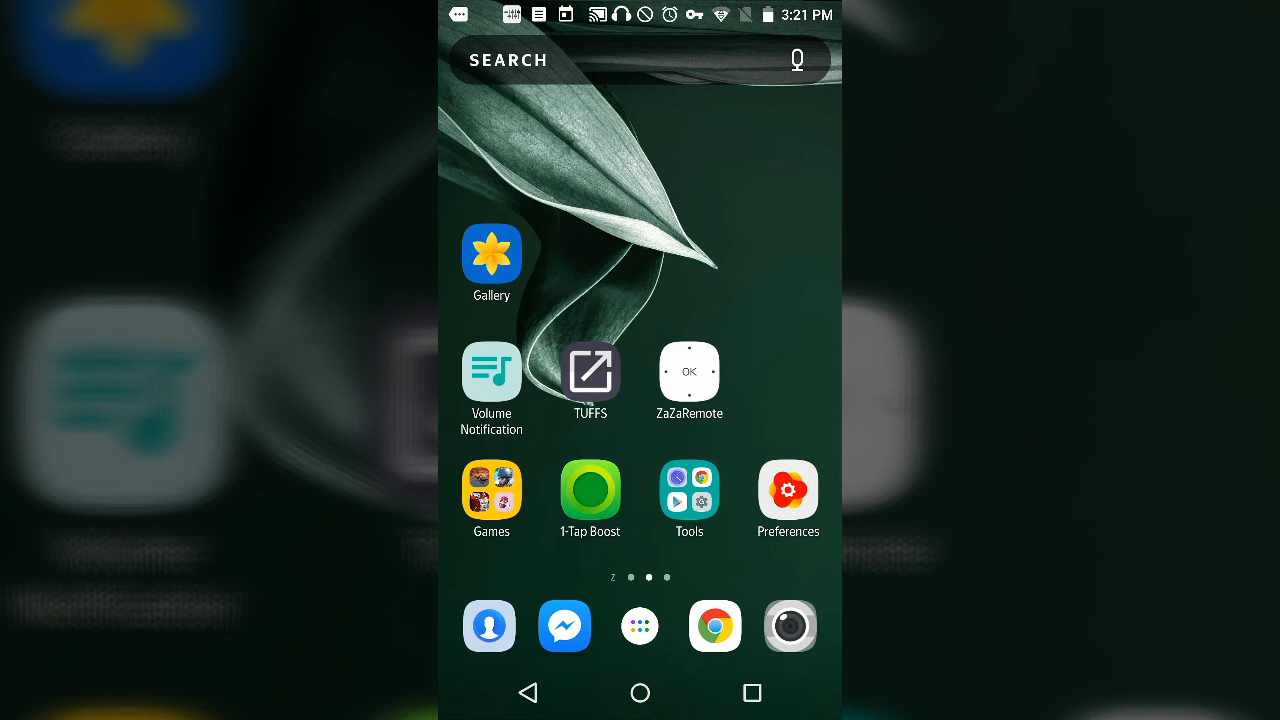 3:21 PM
SEARCH
Gallery
Volume
Notification
TUFFS
OK
ZaZaRemote
Games
1-Tap Boost
Tools
Preferences
Z